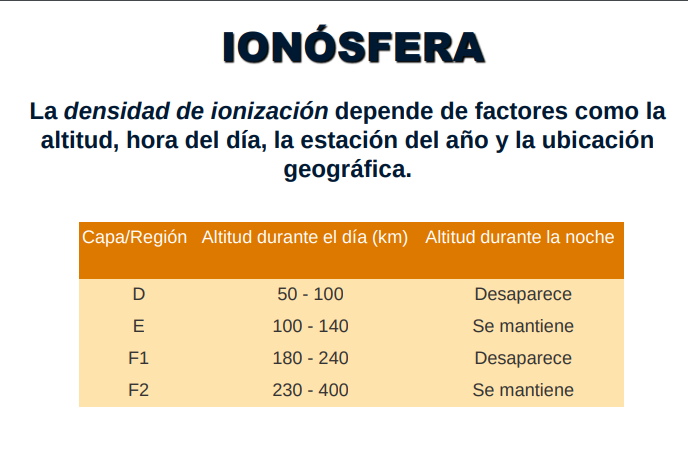 IONÓSFERA
La densidad de ionización depende de factores como la
altitud, hora del día, la estación del año y la ubicación
geográfica.
Capa/Región Altitud durante el día (km) Altitud durante la noche
D 50 - 100 Desaparece
E 100 - 140 Se mantiene
F1 180 - 240 Desaparece
F2 230 - 400 Se mantiene